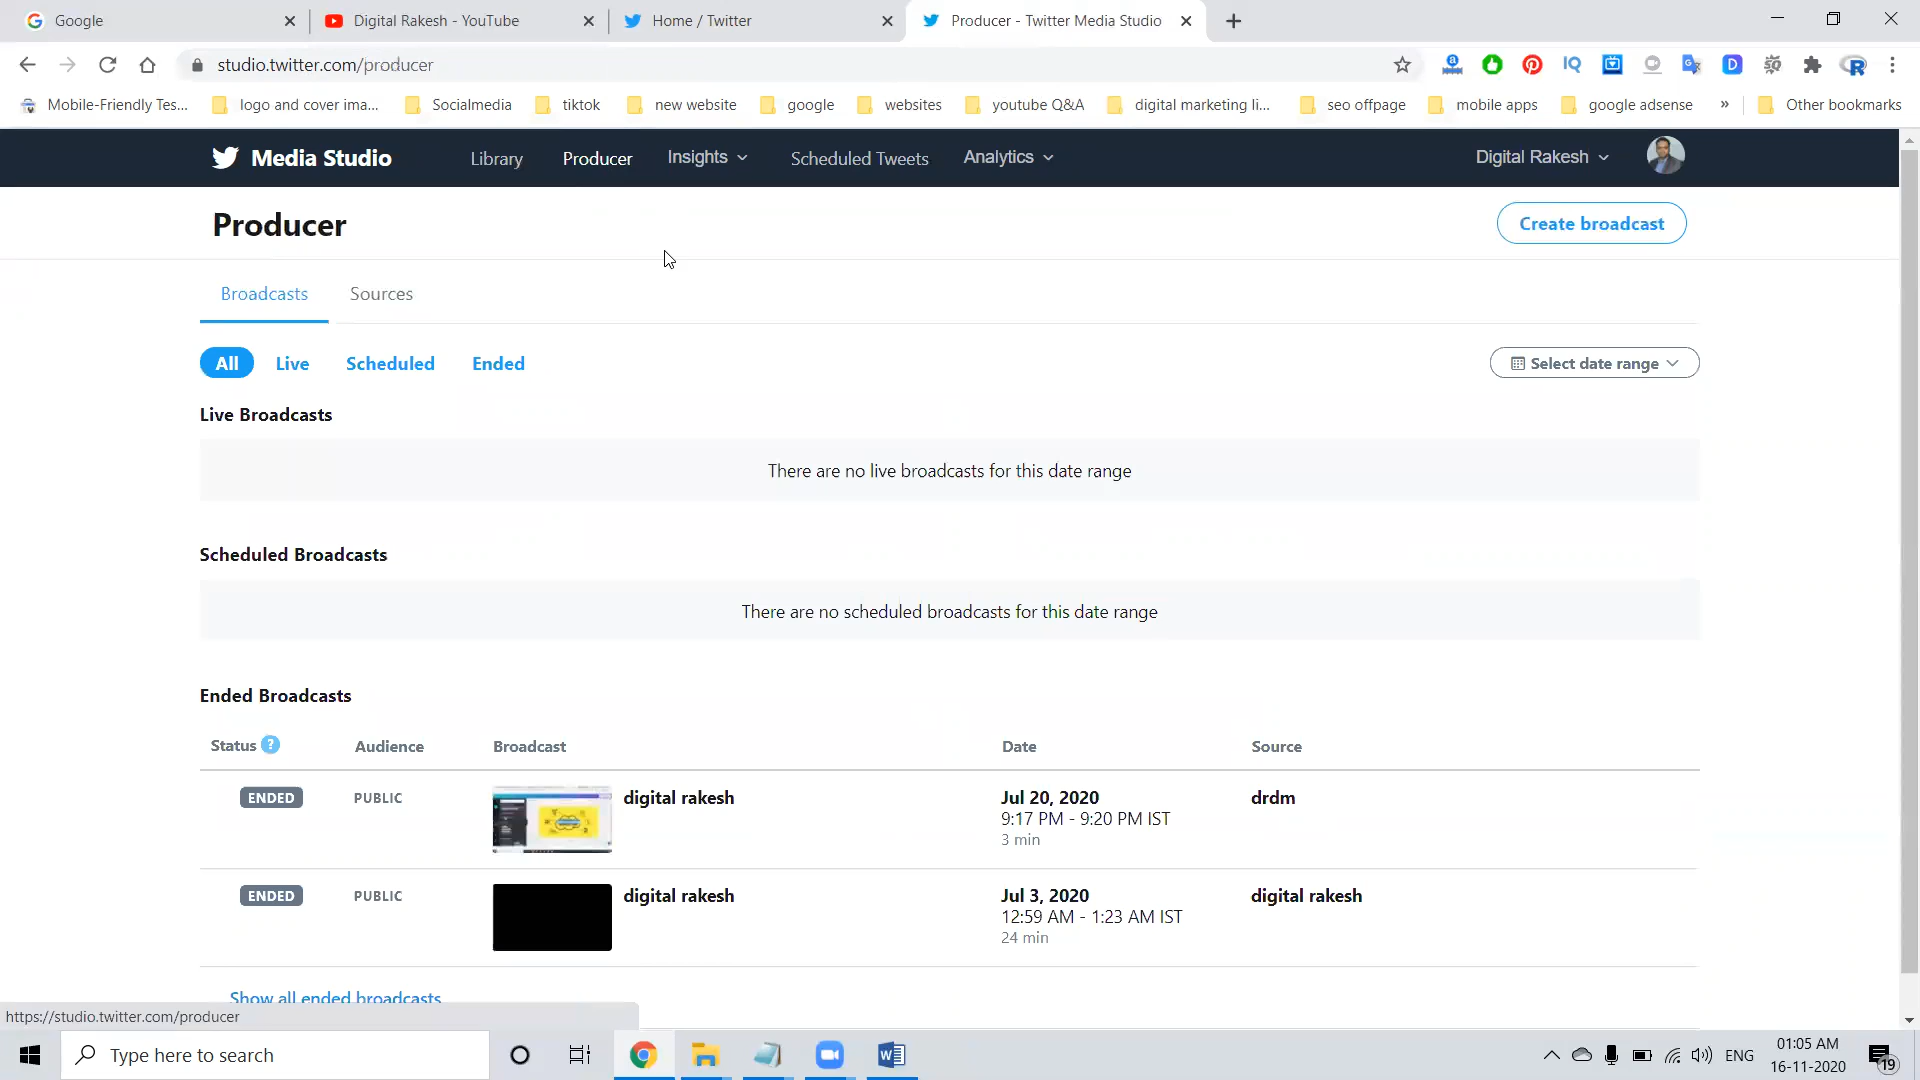 Google
Digital Rakesh - YouTube
Home / Twitter
Producer - Twitter Media Studio
studio.twitter.com/producer
Mobile-Friendly Tes...
logo and cover ima...
Socialmedia
tiktok
new website
google
websites
youtube Q&A
digital marketing li...
seo offpage
mobile apps
google adsense
»
Other bookmarks
Media Studio
Library
Producer
Insights
Scheduled Tweets
Analytics
Digital Rakesh
Producer
Create broadcast
Broadcasts
Sources
All
Live
Scheduled
Ended
Select date range
Live Broadcasts
There are no live broadcasts for this date range
Scheduled Broadcasts
There are no scheduled broadcasts for this date range
Ended Broadcasts
Status ?
Audience
Broadcast
Date
Source
ENDED
PUBLIC
digital rakesh
Jul 20, 2020
9:17 PM - 9:20 PM IST
3 min
drdm
ENDED
PUBLIC
digital rakesh
Jul 3, 2020
12:59 AM - 1:23 AM IST
24 min
digital rakesh
Show all ended broadcasts
https://studio.twitter.com/producer
Type here to search
ENG
01:05 AM
16-11-2020
19